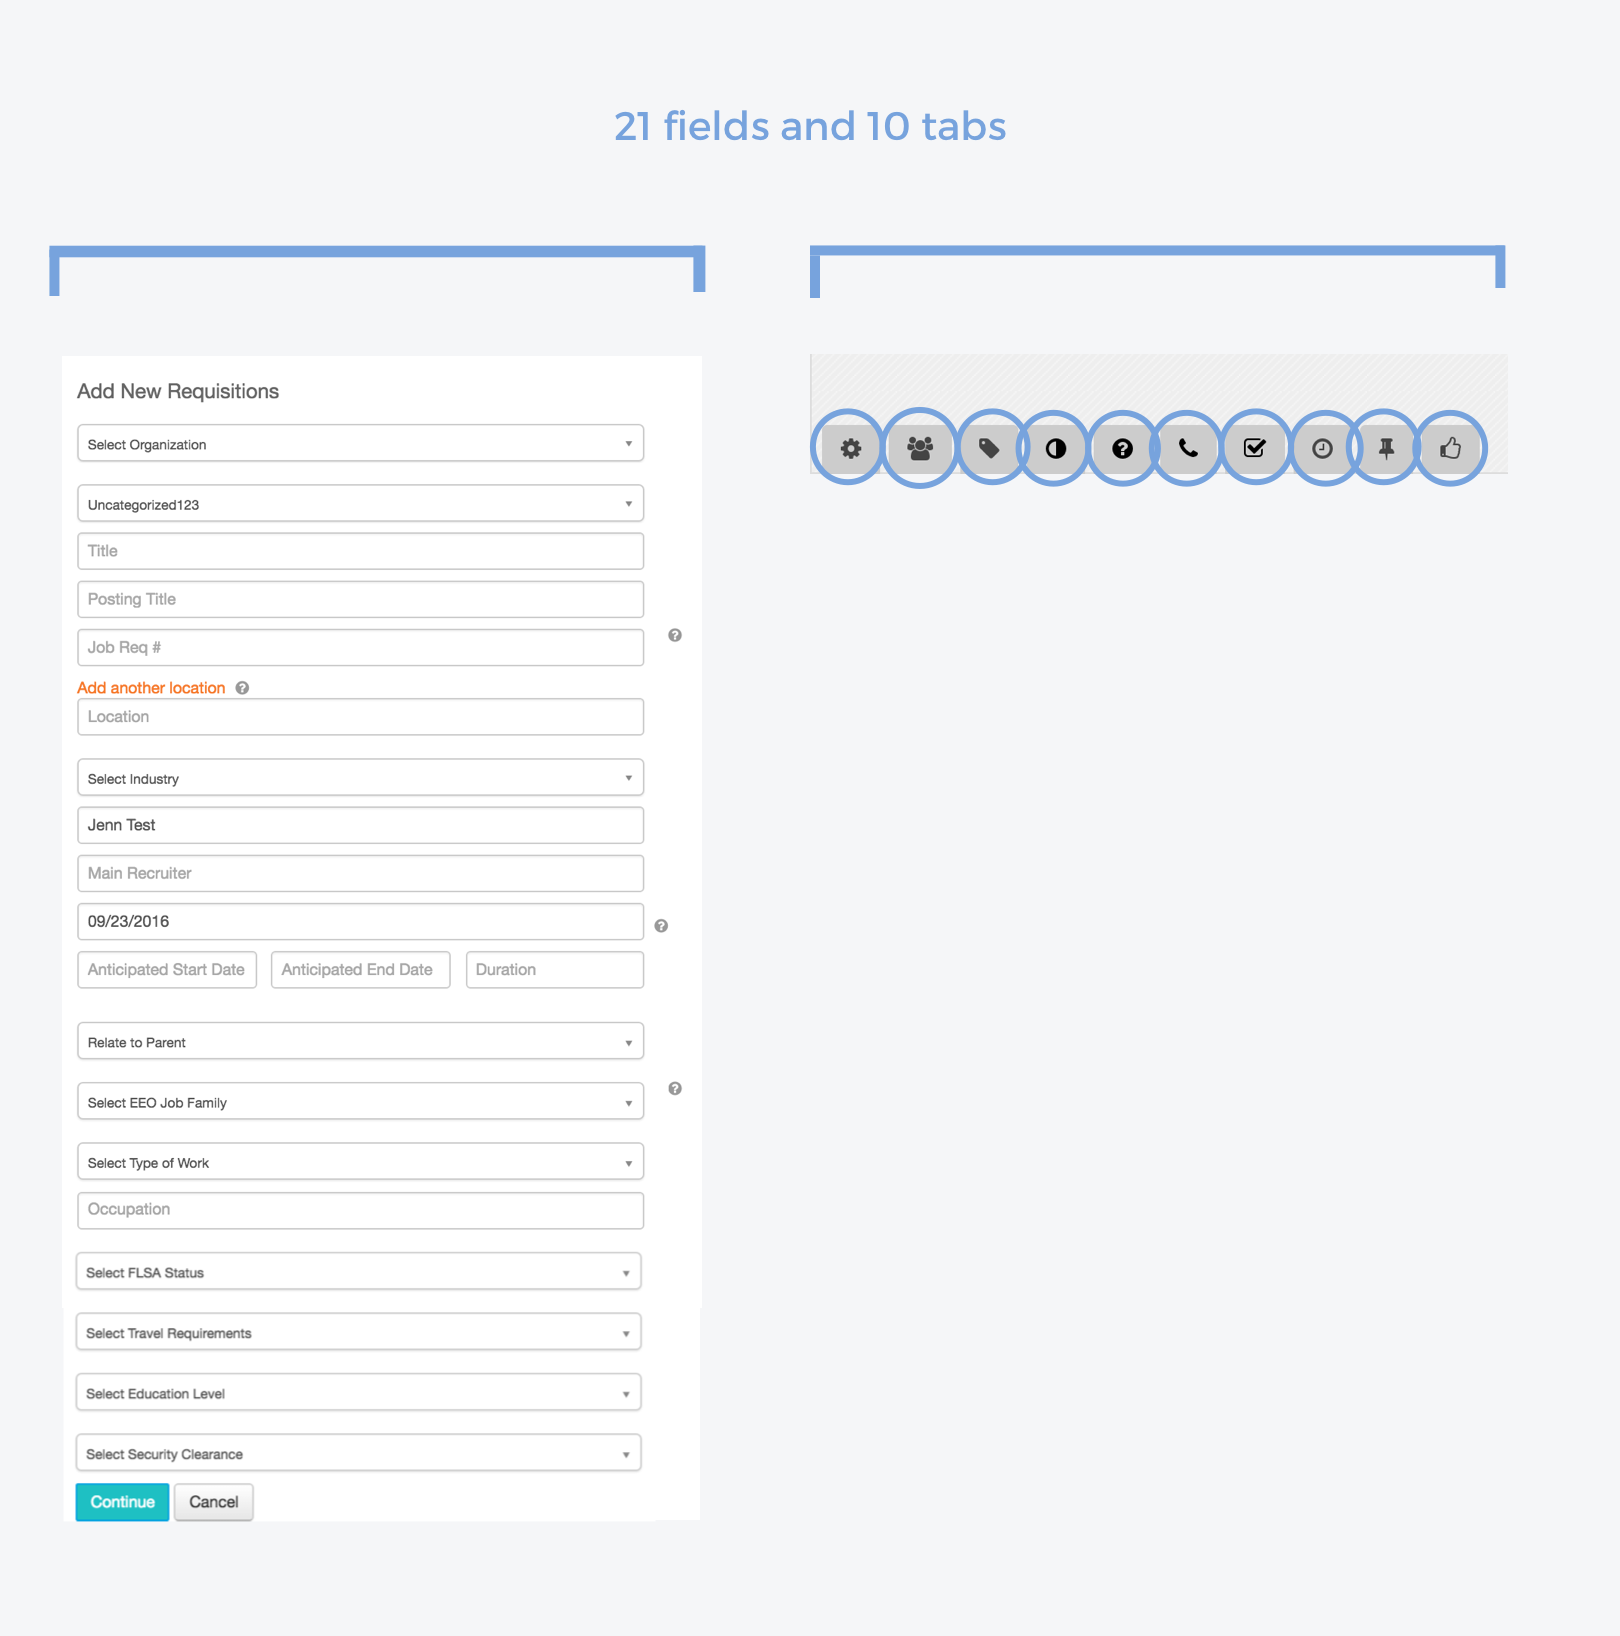 21 fields and 10 tabs
Add New Requisitions
Select Organization
Uncategorized123
Title
Posting Title
Job Req #
Add another location
Location
Select Industry
Jenn Test
Main Recruiter
09/23/2016
Anticipated Start Date Anticipated End Date Duration
Relate to Parent
Select EEO Job Family
Select Type of Work
Occupation
Select FLSA Status
Select Travel Requirements
Select Education Level
Select Security Clearance
Continue Cancel